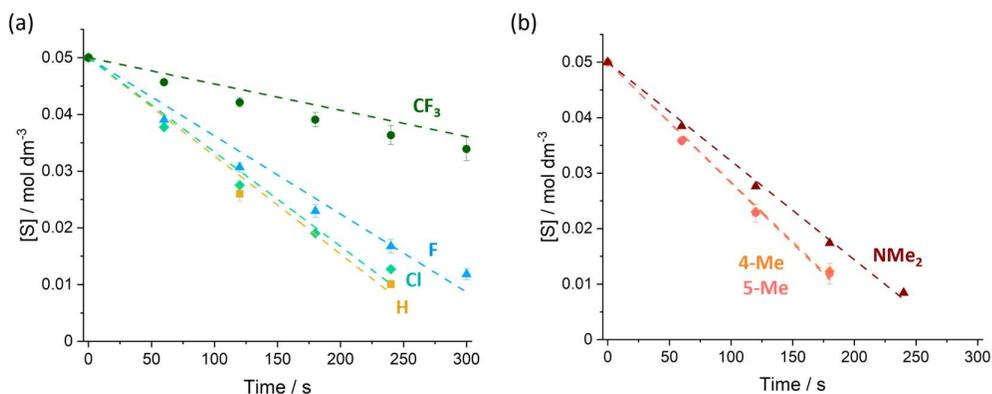 (a)
[S] / mol dm⁻³
0.05
0.04
0.03
0.02
0.01
0
0 50 100 150 200 250 300
Time / s
CF₃
F
Cl
H
(b)
[S] / mol dm⁻³
0.05
0.04
0.03
0.02
0.01
0
0 50 100 150 200 250 300
Time / s
NMe₂
4-Me
5-Me